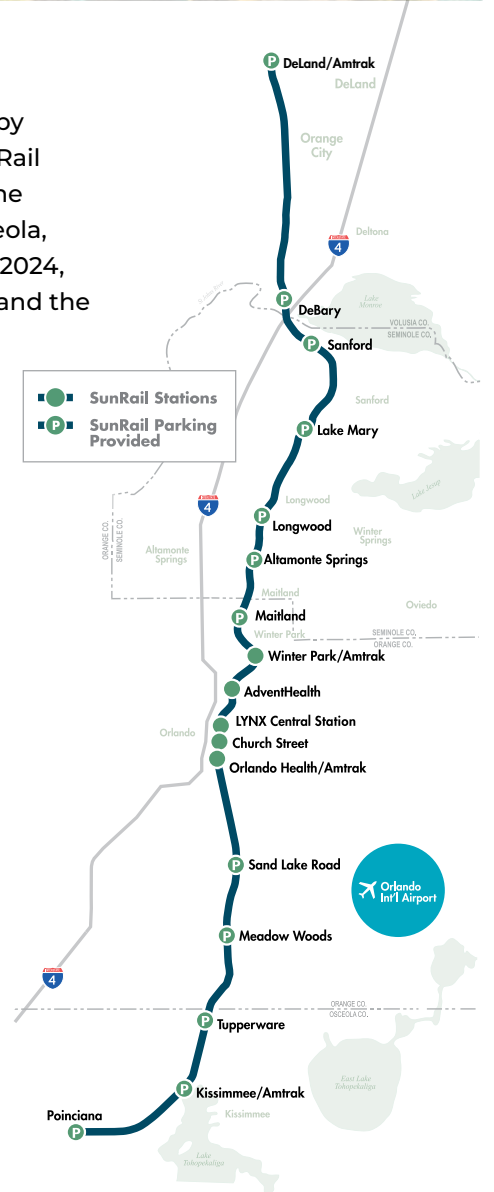 by
Rail
ne
eola,
2024,
and the
DeLand/Amtrak
DeLand
Orange
City
Deltona
4
St. Johns River
Lake
Monroe
DeBary
VOLUSIA CO.
SEMINOLE CO.
P Sanford
SunRail Stations
P SunRail Parking
Provided
Sanford
P Lake Mary
Lake Jesup
4
Longwood
P Longwood
Winter
Springs
ORANGE CO.
SEMINOLE CO.
Altamonte
Springs
P Altamonte Springs
Maitland
Oviedo
P Maitland
Winter Park
SEMINOLE CO.
ORANGE CO.
Winter Park/Amtrak
AdventHealth
LYNX Central Station
Orlando
Church Street
Orlando Health/Amtrak
P Sand Lake Road
Orlando
Int'l Airport
P Meadow Woods
4
ORANGE CO.
OSCEOLA CO.
P Tupperware
East Lake
Tohopekaliga
P Kissimmee/Amtrak
Kissimmee
Poinciana
P
Lake
Tohopekaliga